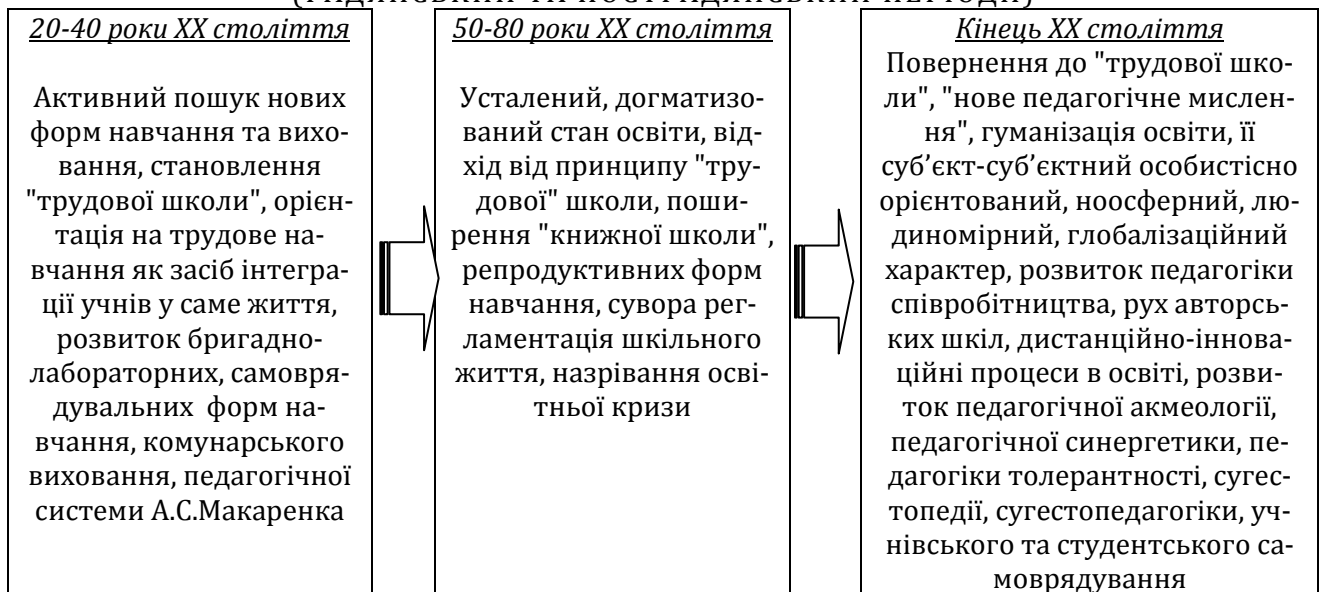 (РАДЯНСЬКИЙ ТА ПОСТРАДЯНСЬКИЙ ПЕРІОДИ)
20-40 роки ХХ століття
Активний пошук нових
форм навчання та вихо-
вання, становлення
"трудової школи", орієн-
тація на трудове на-
вчання як засіб інтегра-
ції учнів у саме життя,
розвиток бригадно-
лабораторних, самовря-
дувальних форм на-
вчання, комунарського
виховання, педагогічної
системи А.С.Макаренка
50-80 роки ХХ століття
Усталений, догматизо-
ваний стан освіти, від-
хід від принципу "тру-
дової" школи, поши-
рення "книжної школи",
репродуктивних форм
навчання, сувора рег-
ламентація шкільного
життя, назрівання осві-
тньої кризи
Кінець ХХ століття
Повернення до "трудової шко-
ли", "нове педагогічне мислен-
ня", гуманізація освіти, її
суб’єкт-суб’єктний особистісно
орієнтований, ноосферний, лю-
диномірний, глобалізаційний
характер, розвиток педагогіки
співробітництва, рух авторсь-
ких шкіл, дистанційно-іннова-
ційні процеси в освіті, розви-
ток педагогічної акмеології,
педагогічної синергетики, пе-
дагогіки толерантності, сугес-
топедії, сугестопедагогіки, уч-
нівського та студентського са-
моврядування